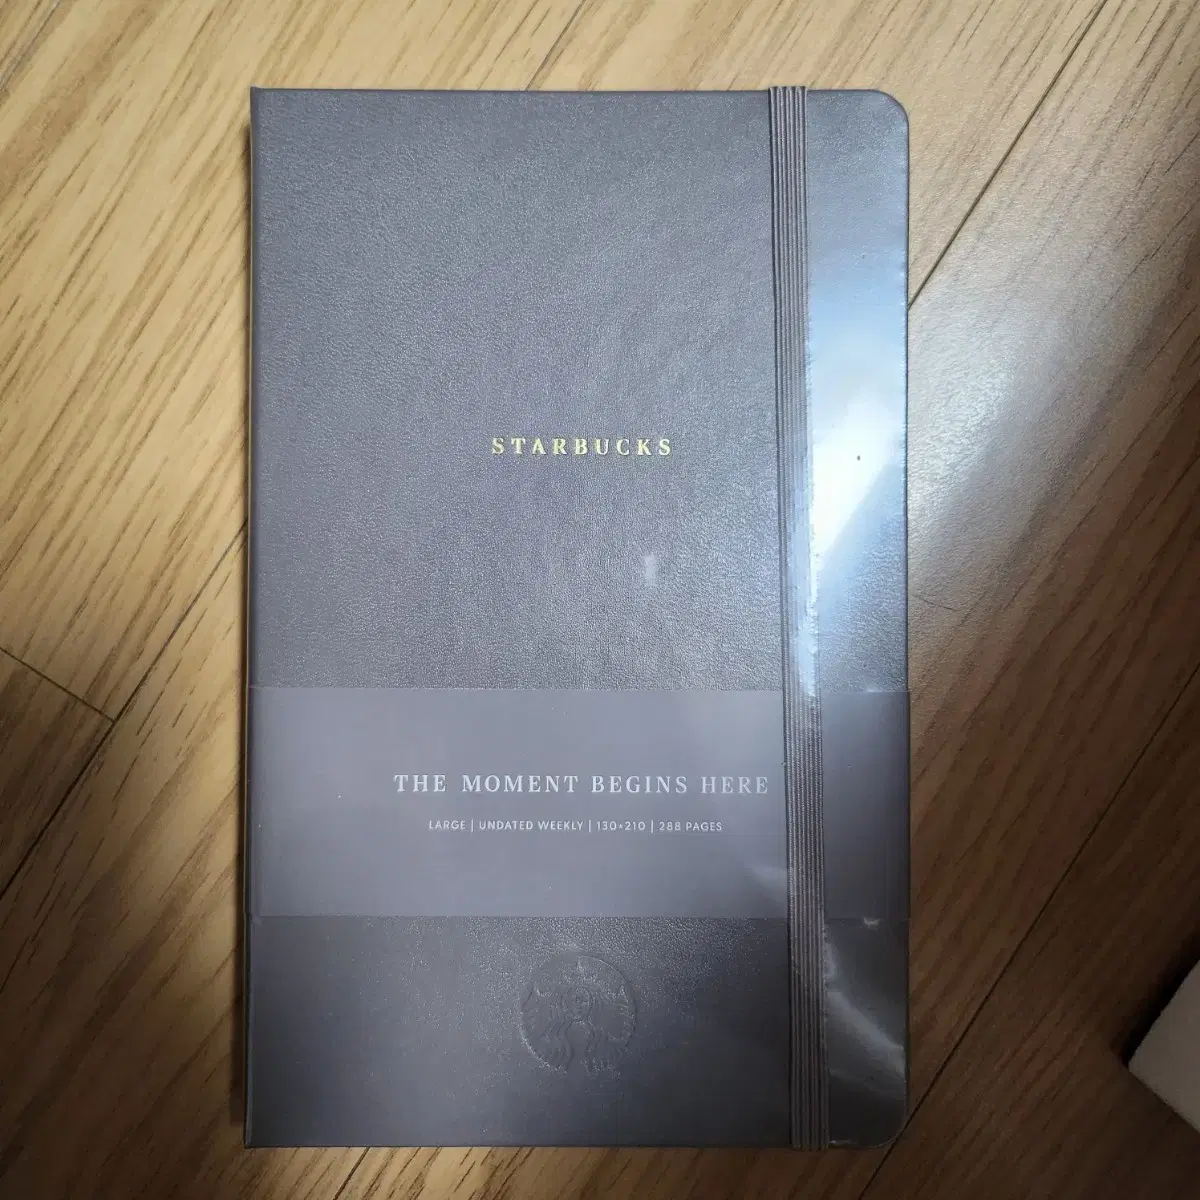 STARBUCKS
THE MOMENT BEGINS HERE
LARGE | UNDATED WEEKLY | 130×210 | 288 PAGES